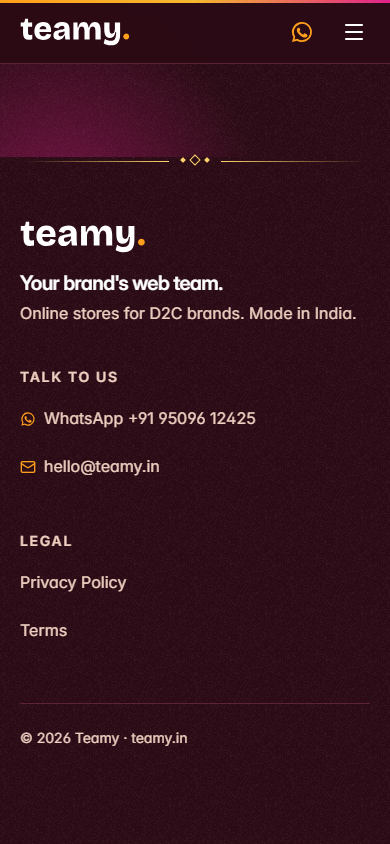 teamy.
teamy.
Your brand's web team.
Online stores for D2C brands. Made in India.
TALK TO US
WhatsApp +91 95096 12425
hello@teamy.in
LEGAL
Privacy Policy
Terms
© 2026 Teamy · teamy.in